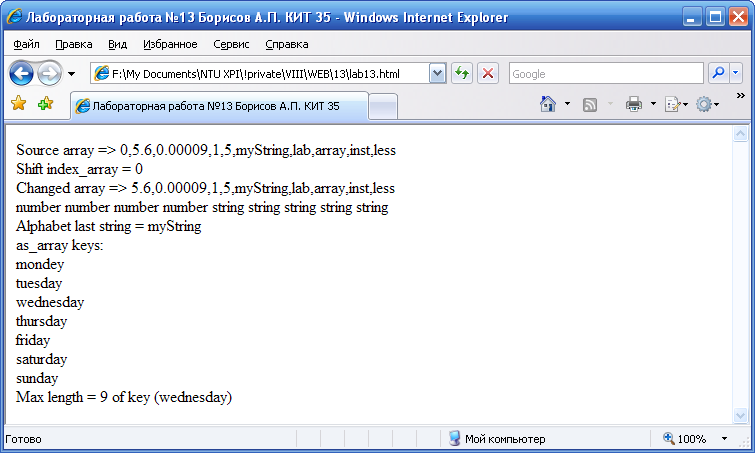 Лабораторная работа №13 Борисов А.П. КИТ 35 - Windows Internet Explorer
Файл Правка Вид Избранное Сервис Справка
F:\My Documents\NTU XPI\!private\VIII\WEB\13\lab13.html Google
Лабораторная работа №13 Борисов А.П. КИТ 35
Source array => 0,5.6,0.00009,1,5,myString,lab,array,inst,less
Shift index_array = 0
Changed array => 5.6,0.00009,1,5,myString,lab,array,inst,less
number number number number string string string string string
Alphabet last string = myString
as_array keys:
mondey
tuesday
wednesday
thursday
friday
saturday
sunday
Max length = 9 of key (wednesday)
Готово Мой компьютер 100%